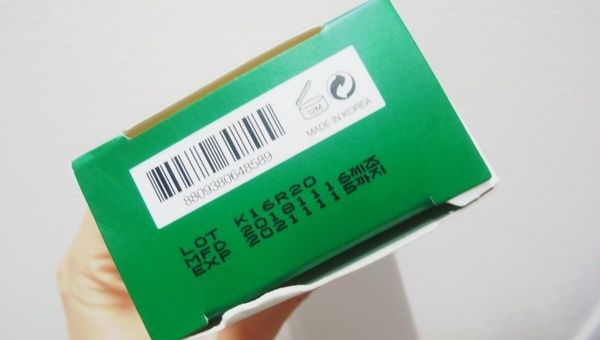 8809380648589
12M
MADE IN KOREA
LOT K16R20
MFD 20181116제조
EXP 20211115까지